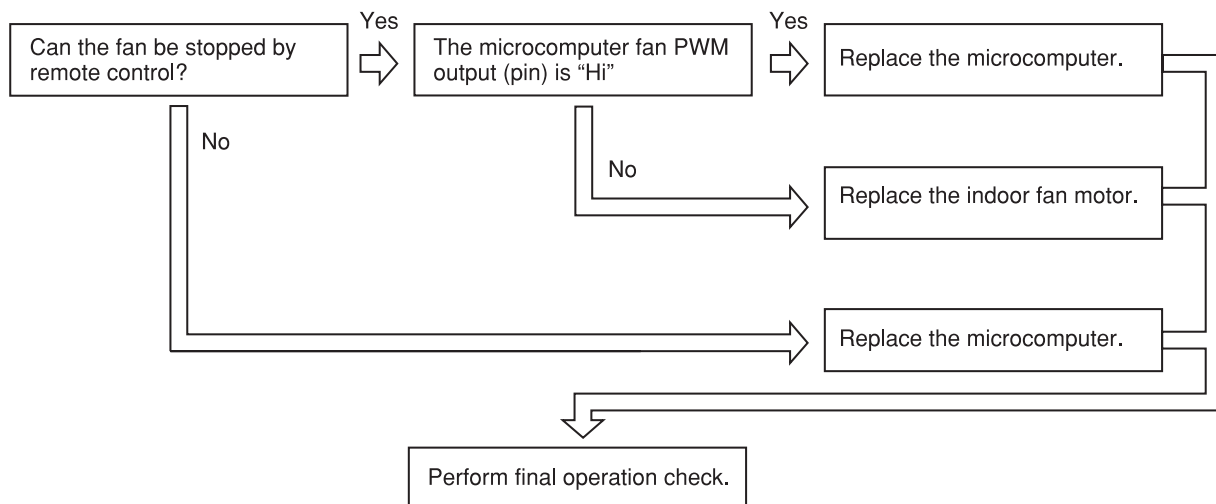 Can the fan be stopped by
remote control?
Yes
The microcomputer fan PWM
output (pin) is “Hi”
Yes
Replace the microcomputer.
No
No
Replace the indoor fan motor.
Replace the microcomputer.
Perform final operation check.